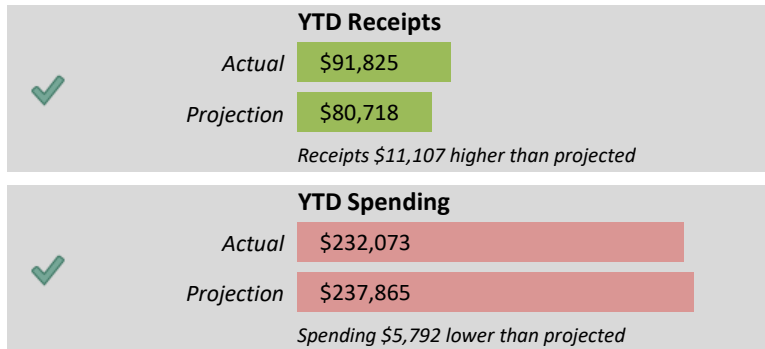 YTD Receipts
Actual $91,825
Projection $80,718
Receipts $11,107 higher than projected
YTD Spending
Actual $232,073
Projection $237,865
Spending $5,792 lower than projected